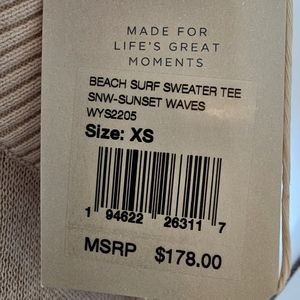 MADE FOR
LIFE'S GREAT
MOMENTS
BEACH SURF SWEATER TEE
SNW-SUNSET WAVES
WYS2205
Size: XS
1 94622 26311 7
MSRP $178.00